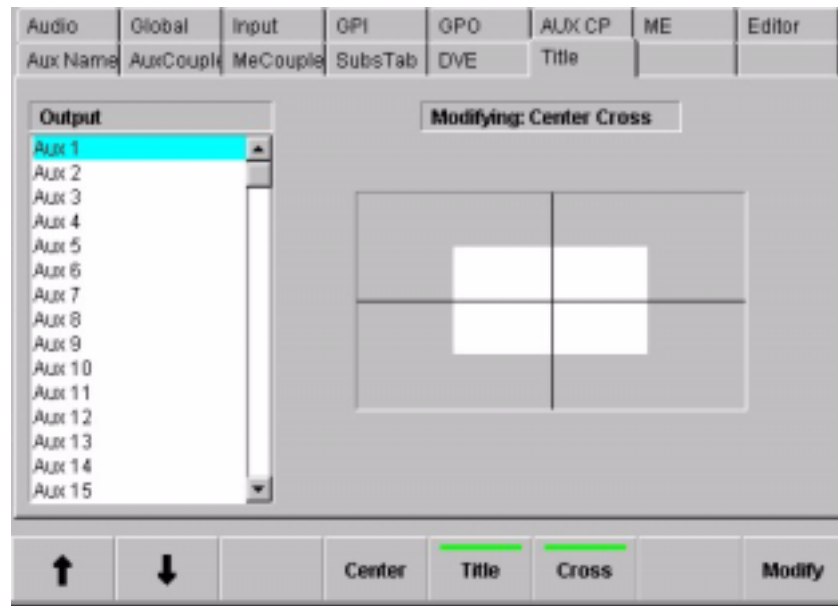 Audio Global Input GPI GPO AUX CP ME Editor
Aux Name AuxCouple MeCouple SubsTab DVE Title
Output
Modifying: Center Cross
Aux 1
Aux 2
Aux 3
Aux 4
Aux 5
Aux 6
Aux 7
Aux 8
Aux 9
Aux 10
Aux 11
Aux 12
Aux 13
Aux 14
Aux 15
Center Title Cross Modify